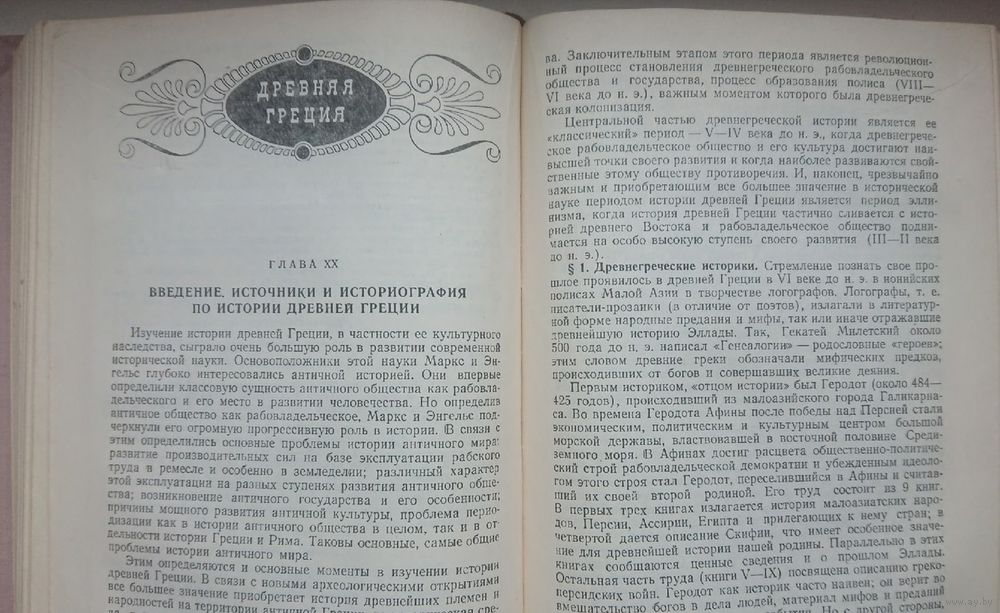 ДРЕВНЯЯ
ГРЕЦИЯ
ГЛАВА XX
ВВЕДЕНИЕ. ИСТОЧНИКИ И ИСТОРИОГРАФИЯ
ПО ИСТОРИИ ДРЕВНЕЙ ГРЕЦИИ
Изучение истории древней Греции, в частности ее культурного
наследства, сыграло очень большую роль в развитии современной
исторической науки. Основоположники этой науки Маркс и Эн-
гельс глубоко интересовались античной историей. Они впервые
определили классовую сущность античного общества как рабовла-
дельческого и его место в развитии человечества. Но определив
античное общество как рабовладельческое, Маркс и Энгельс под-
черкнули его огромную прогрессивную роль в истории. В связи с
этим определились основные проблемы истории античного мира:
развитие производительных сил на базе эксплуатации рабского
труда в ремесле и особенно в земледелии; различный характер
этой эксплуатации на разных ступенях развития античного обще-
ства; возникновение античного государства и его особенности;
причины мощного развития античной культуры, проблема перио-
дизации как в истории античного общества в целом, так и в от-
дельности истории Греции и Рима. Таковы основные, самые общие
проблемы истории античного мира.
Этим определяются и основные моменты в изучении истории
древней Греции. В связи с новыми археологическими открытиями
все большее значение приобретает история древнейших племен и
народностей на территории античной
ва. Заключительным этапом этого периода является революцион-
ный процесс становления древнегреческого рабовладельческого
общества и государства, процесс образования полиса (VIII—
VI века до н. э.), важным моментом которого была древнегрече-
ская колонизация.
Центральной частью древнегреческой истории является ее
«классический» период — V—IV века до н. э., когда древнегрече-
ское рабовладельческое общество и его культура достигают наи-
высшей точки своего развития и когда наиболее развиваются свой-
ственные этому обществу противоречия. И, наконец, чрезвычайно
важным и приобретающим все большее значение в исторической
науке периодом истории древней Греции является период элли-
низма, когда история древней Греции частично сливается с исто-
рией древнего Востока и рабовладельческое общество подни-
мается на особо высокую ступень своего развития (III—II века
до н. э.).
§ 1. Древнегреческие историки. Стремление познать свое про-
шлое проявилось в древней Греции в VI веке до н. э. в ионийских
полисах Малой Азии в творчестве логографов. Логографы, т. е.
писатели-прозаики (в отличие от поэтов), излагали в литератур-
ной форме народные предания и мифы, так или иначе отражавшие
древнейшую историю Эллады. Так, Гекатей Милетский около
500 года до н. э. написал «Генеалогии» — родословные «героев»;
этим словом древние греки обозначали мифических предков,
происходивших от богов и совершавших великие деяния.
Первым историком, «отцом истории» был Геродот (около 484—
425 годов), происходивший из малоазийского города Галикарна-
са. Во времена Геродота Афины после победы над Персией стали
экономическим, политическим и культурным центром большой
морской державы, властвовавшей в восточной половине Среди-
земного моря. В Афинах достиг расцвета общественно-политиче-
ский строй рабовладельческой демократии и убежденным идеоло-
гом этого строя стал Геродот, переселившийся в Афины и считав-
ший их своей второй родиной. Его труд состоит из 9 книг.
В первых трех книгах излагается история малоазиатских наро-
дов, Персии, Ассирии, Египта и прилегающих к нему стран; в
четвертой дается описание Скифии, что имеет особенное значе-
ние для древнейшей истории нашей родины. Параллельно в этих
книгах сообщаются ценные сведения и о прошлом Эллады.
Остальная часть труда (книги V—IX) посвящена описанию греко-
персидских войн. Геродот как историк часто наивен; он верит во
вмешательство богов в дела людей, материал мифов и преданий
www.ay.by